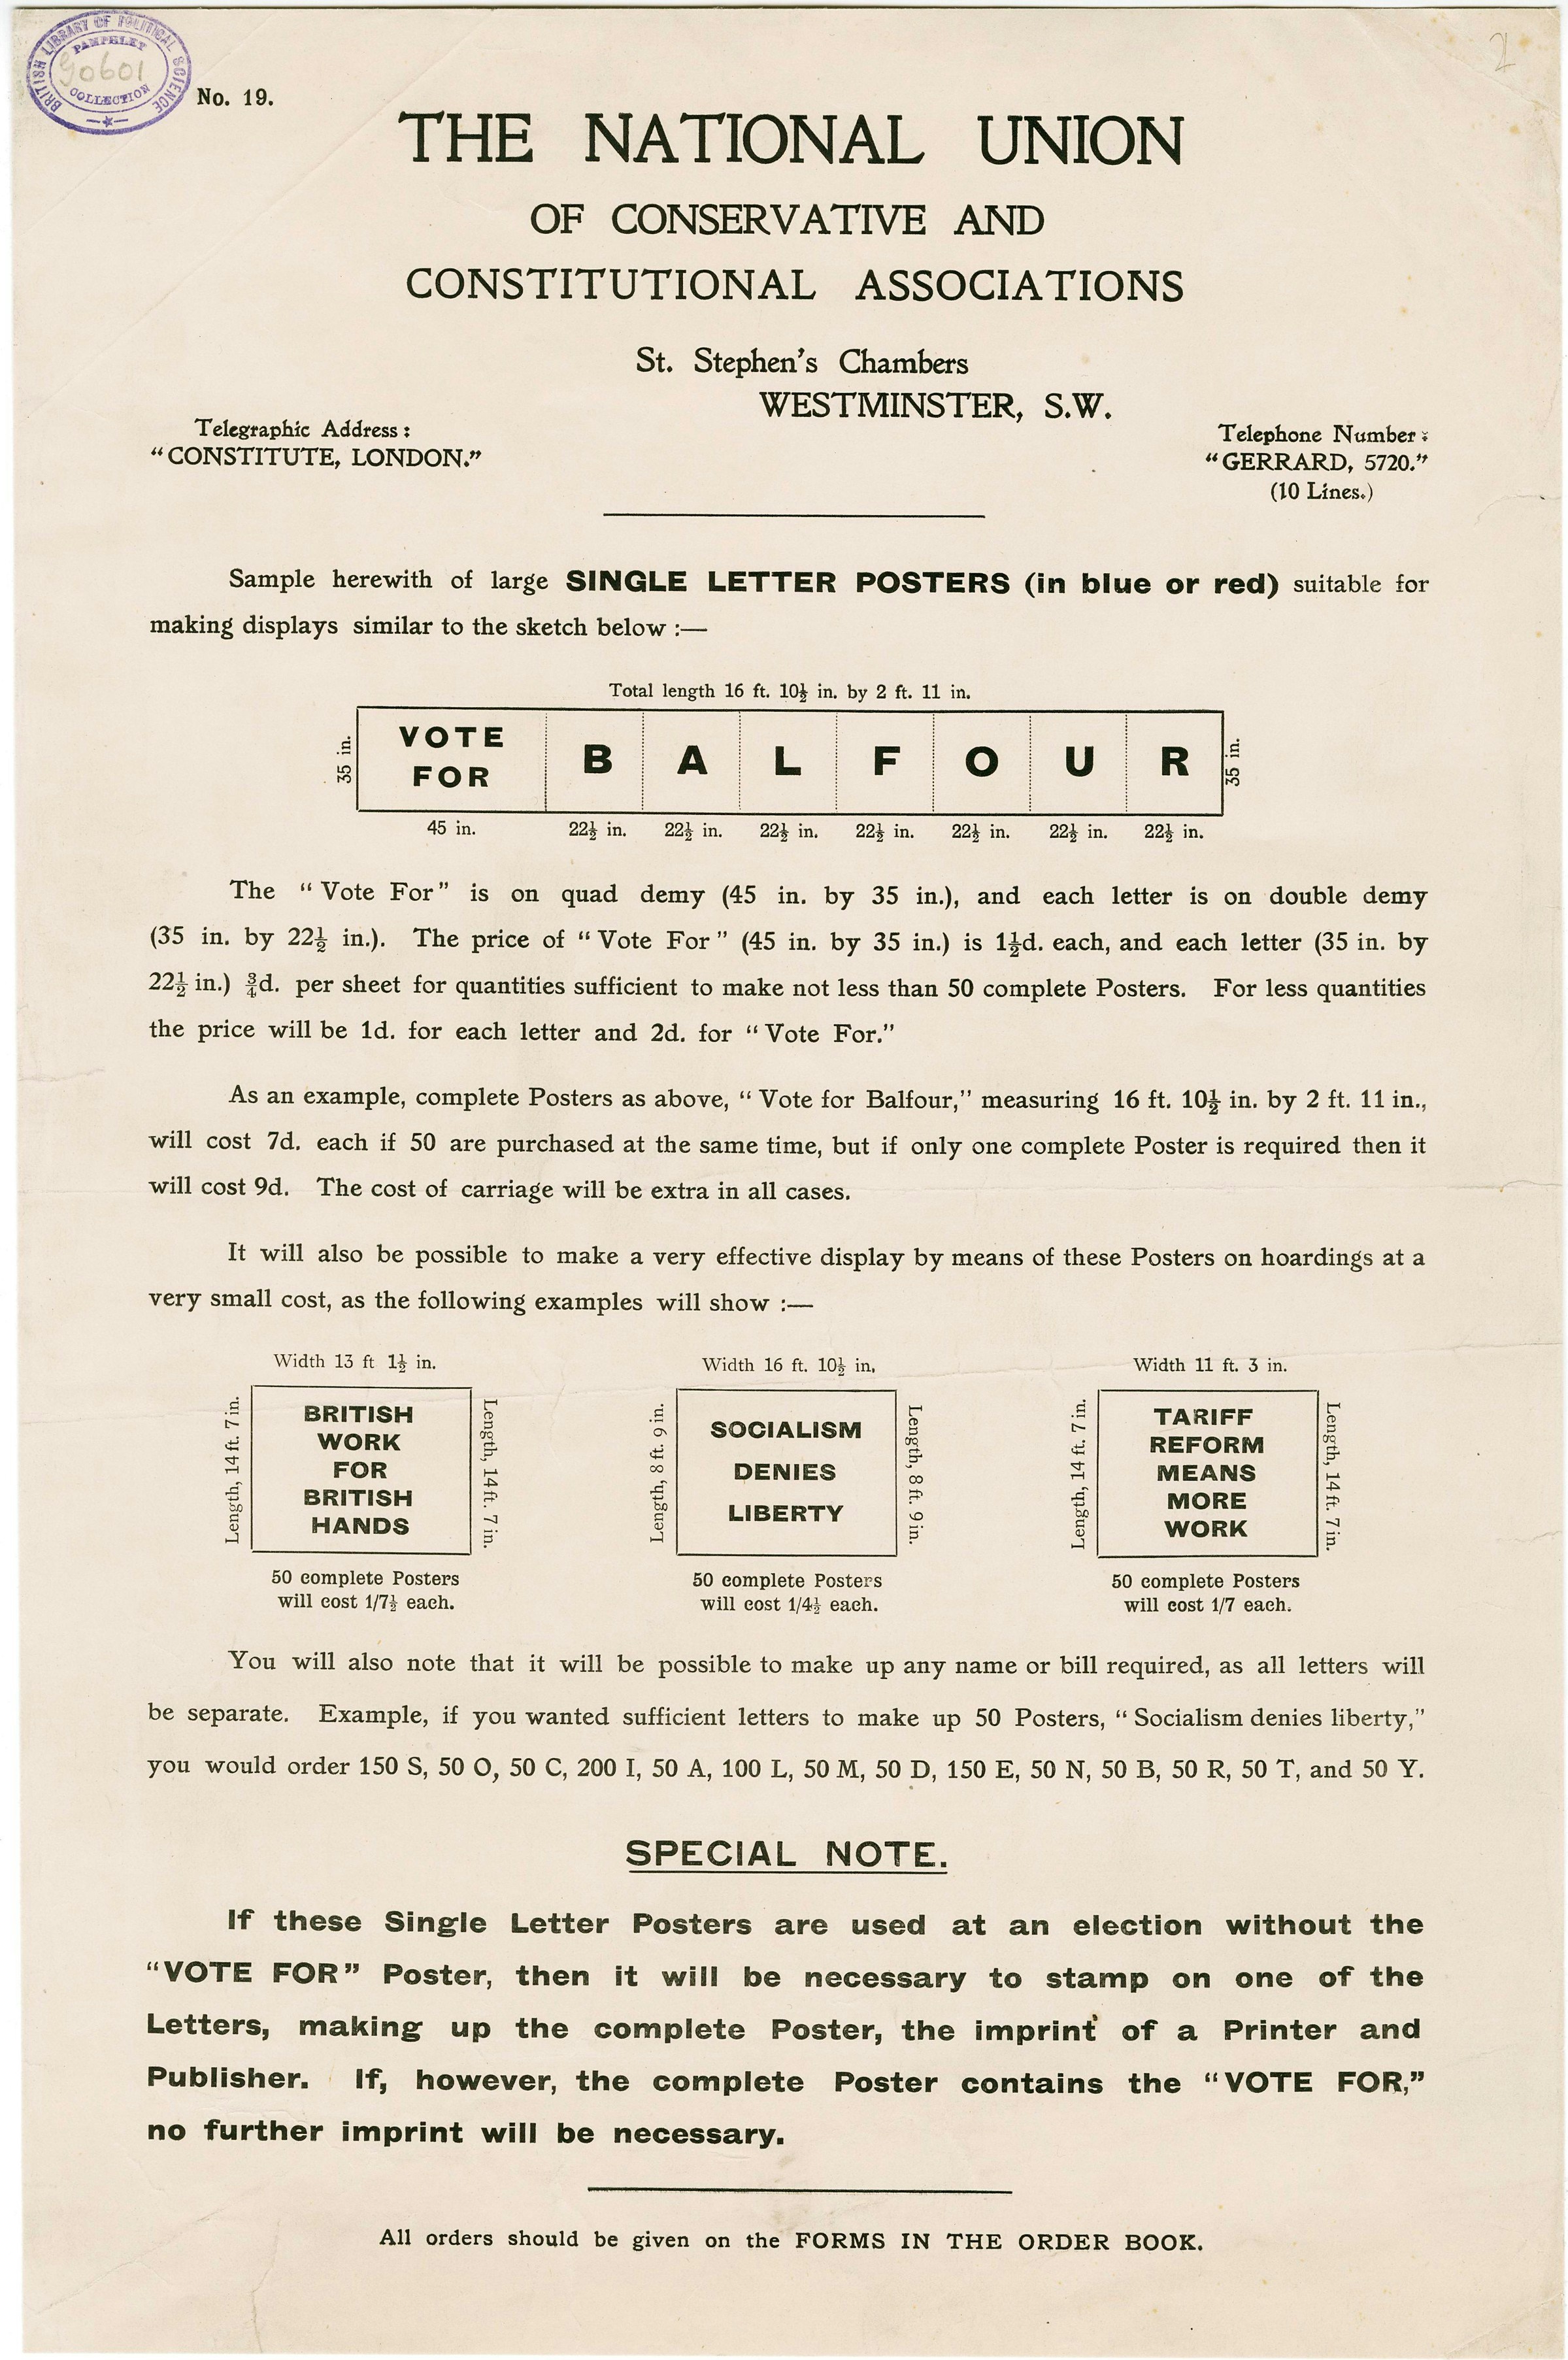 BRITISH LIBRARY OF POLITICAL SCIENCE
PAMPHLET
90601
COLLECTION
2
No. 19.
THE NATIONAL UNION
OF CONSERVATIVE AND
CONSTITUTIONAL ASSOCIATIONS
St. Stephen's Chambers
WESTMINSTER, S.W.
Telegraphic Address:
"CONSTITUTE, LONDON."
Telephone Number:
"GERRARD, 5720."
(10 Lines.)
Sample herewith of large SINGLE LETTER POSTERS (in blue or red) suitable for
making displays similar to the sketch below :—
Total length 16 ft. 10½ in. by 2 ft. 11 in.
35 in.
VOTE
FOR
B A L F O U R
35 in.
45 in. 22½ in. 22½ in. 22½ in. 22½ in. 22½ in. 22½ in. 22½ in.
The "Vote For" is on quad demy (45 in. by 35 in.), and each letter is on double demy
(35 in. by 22½ in.). The price of "Vote For" (45 in. by 35 in.) is 1½d. each, and each letter (35 in. by
22½ in.) ¾d. per sheet for quantities sufficient to make not less than 50 complete Posters. For less quantities
the price will be 1d. for each letter and 2d. for "Vote For."
As an example, complete Posters as above, "Vote for Balfour," measuring 16 ft. 10½ in. by 2 ft. 11 in.,
will cost 7d. each if 50 are purchased at the same time, but if only one complete Poster is required then it
will cost 9d. The cost of carriage will be extra in all cases.
It will also be possible to make a very effective display by means of these Posters on hoardings at a
very small cost, as the following examples will show :—
Width 13 ft 1½ in.
Length, 14 ft. 7 in.
BRITISH
WORK
FOR
BRITISH
HANDS
Length, 14 ft. 7 in.
50 complete Posters
will cost 1/7½ each.
Width 16 ft. 10½ in.
Length, 8 ft. 9 in.
SOCIALISM
DENIES
LIBERTY
Length, 8 ft. 9 in.
50 complete Posters
will cost 1/4½ each.
Width 11 ft. 3 in.
Length, 14 ft. 7 in.
TARIFF
REFORM
MEANS
MORE
WORK
Length, 14 ft. 7 in.
50 complete Posters
will cost 1/7 each.
You will also note that it will be possible to make up any name or bill required, as all letters will
be separate. Example, if you wanted sufficient letters to make up 50 Posters, "Socialism denies liberty,"
you would order 150 S, 50 O, 50 C, 200 I, 50 A, 100 L, 50 M, 50 D, 150 E, 50 N, 50 B, 50 R, 50 T, and 50 Y.
SPECIAL NOTE.
If these Single Letter Posters are used at an election without the
"VOTE FOR" Poster, then it will be necessary to stamp on one of the
Letters, making up the complete Poster, the imprint of a Printer and
Publisher. If, however, the complete Poster contains the "VOTE FOR,"
no further imprint will be necessary.
All orders should be given on the FORMS IN THE ORDER BOOK.